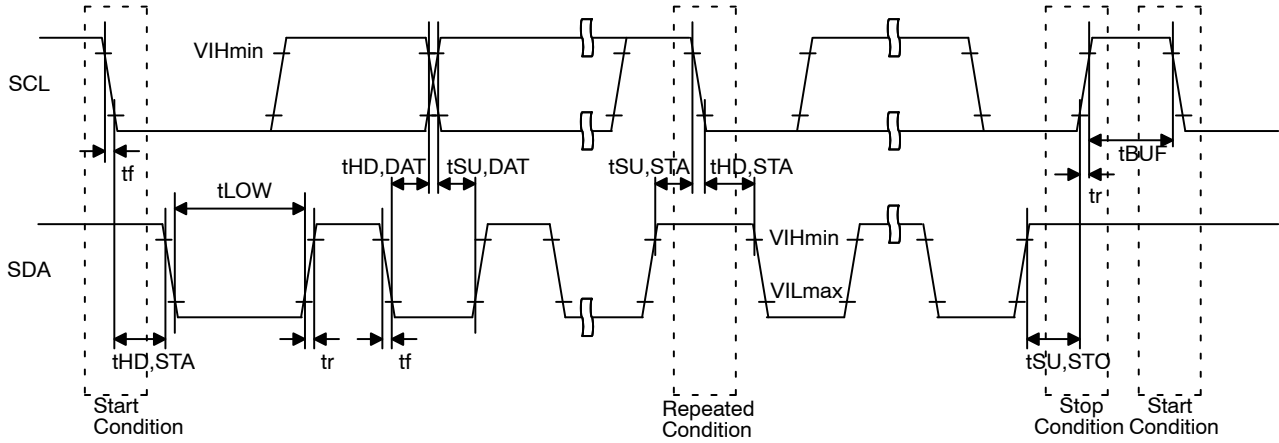 VIHmin
SCL
tf
tHD,DAT
tSU,DAT
tSU,STA
tHD,STA
tBUF
tr
tLOW
SDA
VIHmin
VILmax
tHD,STA
tr
tf
tSU,STO
Start
Condition
Repeated
Condition
Stop
Condition
Start
Condition